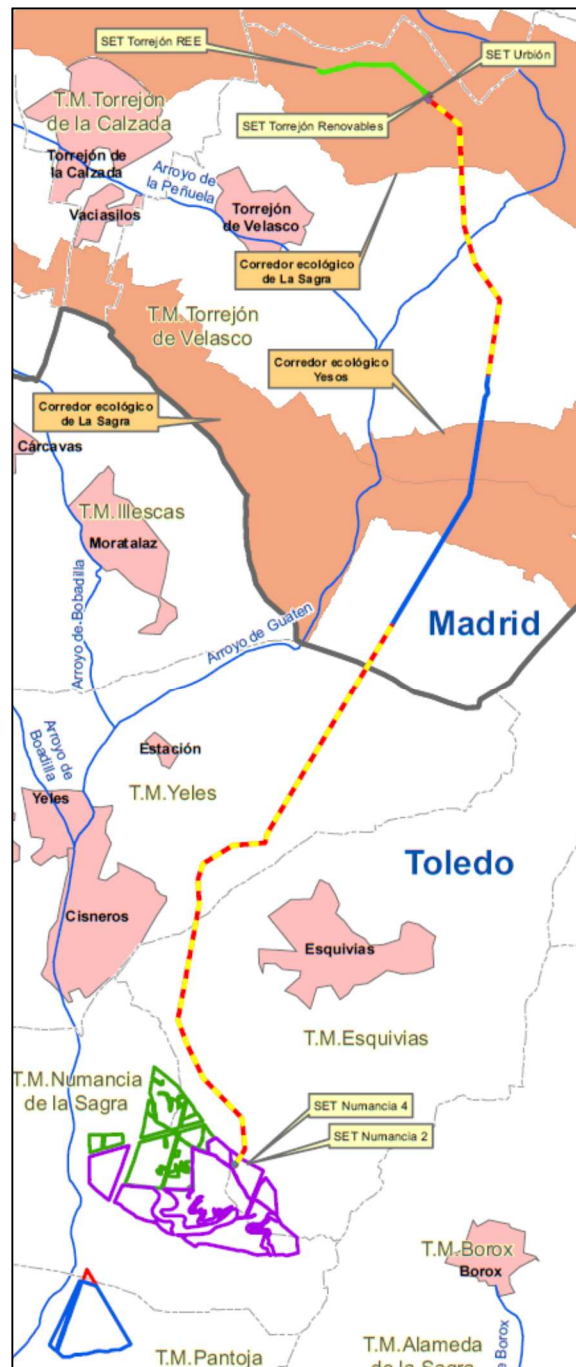 SET Torrejón REE
SET Urbión
T.M.Torrejón
de la Calzada
SET Torrejón Renovables
Torrejón de
la Calzada
Arroyo de
la Peñuela
Vaciasilos
Torrejón
de Velasco
Corredor ecológico
de La Sagra
T.M.Torrejón
de Velasco
Corredor ecológico
Yesos
Corredor ecológico
de La Sagra
Cárcavas
T.M.Illescas
Moratalaz
Arroyo de Bobadilla
Arroyo de Guaten
Madrid
Arroyo de
Boadilla
Estación
Yeles
T.M.Yeles
Toledo
Cisneros
Esquivias
T.M.Esquivias
T.M.Numancia
de la Sagra
SET Numancia 4
SET Numancia 2
T.M.Borox
Borox
T.M.Pantoja
T.M.Alameda
de la Sagra
e Borox